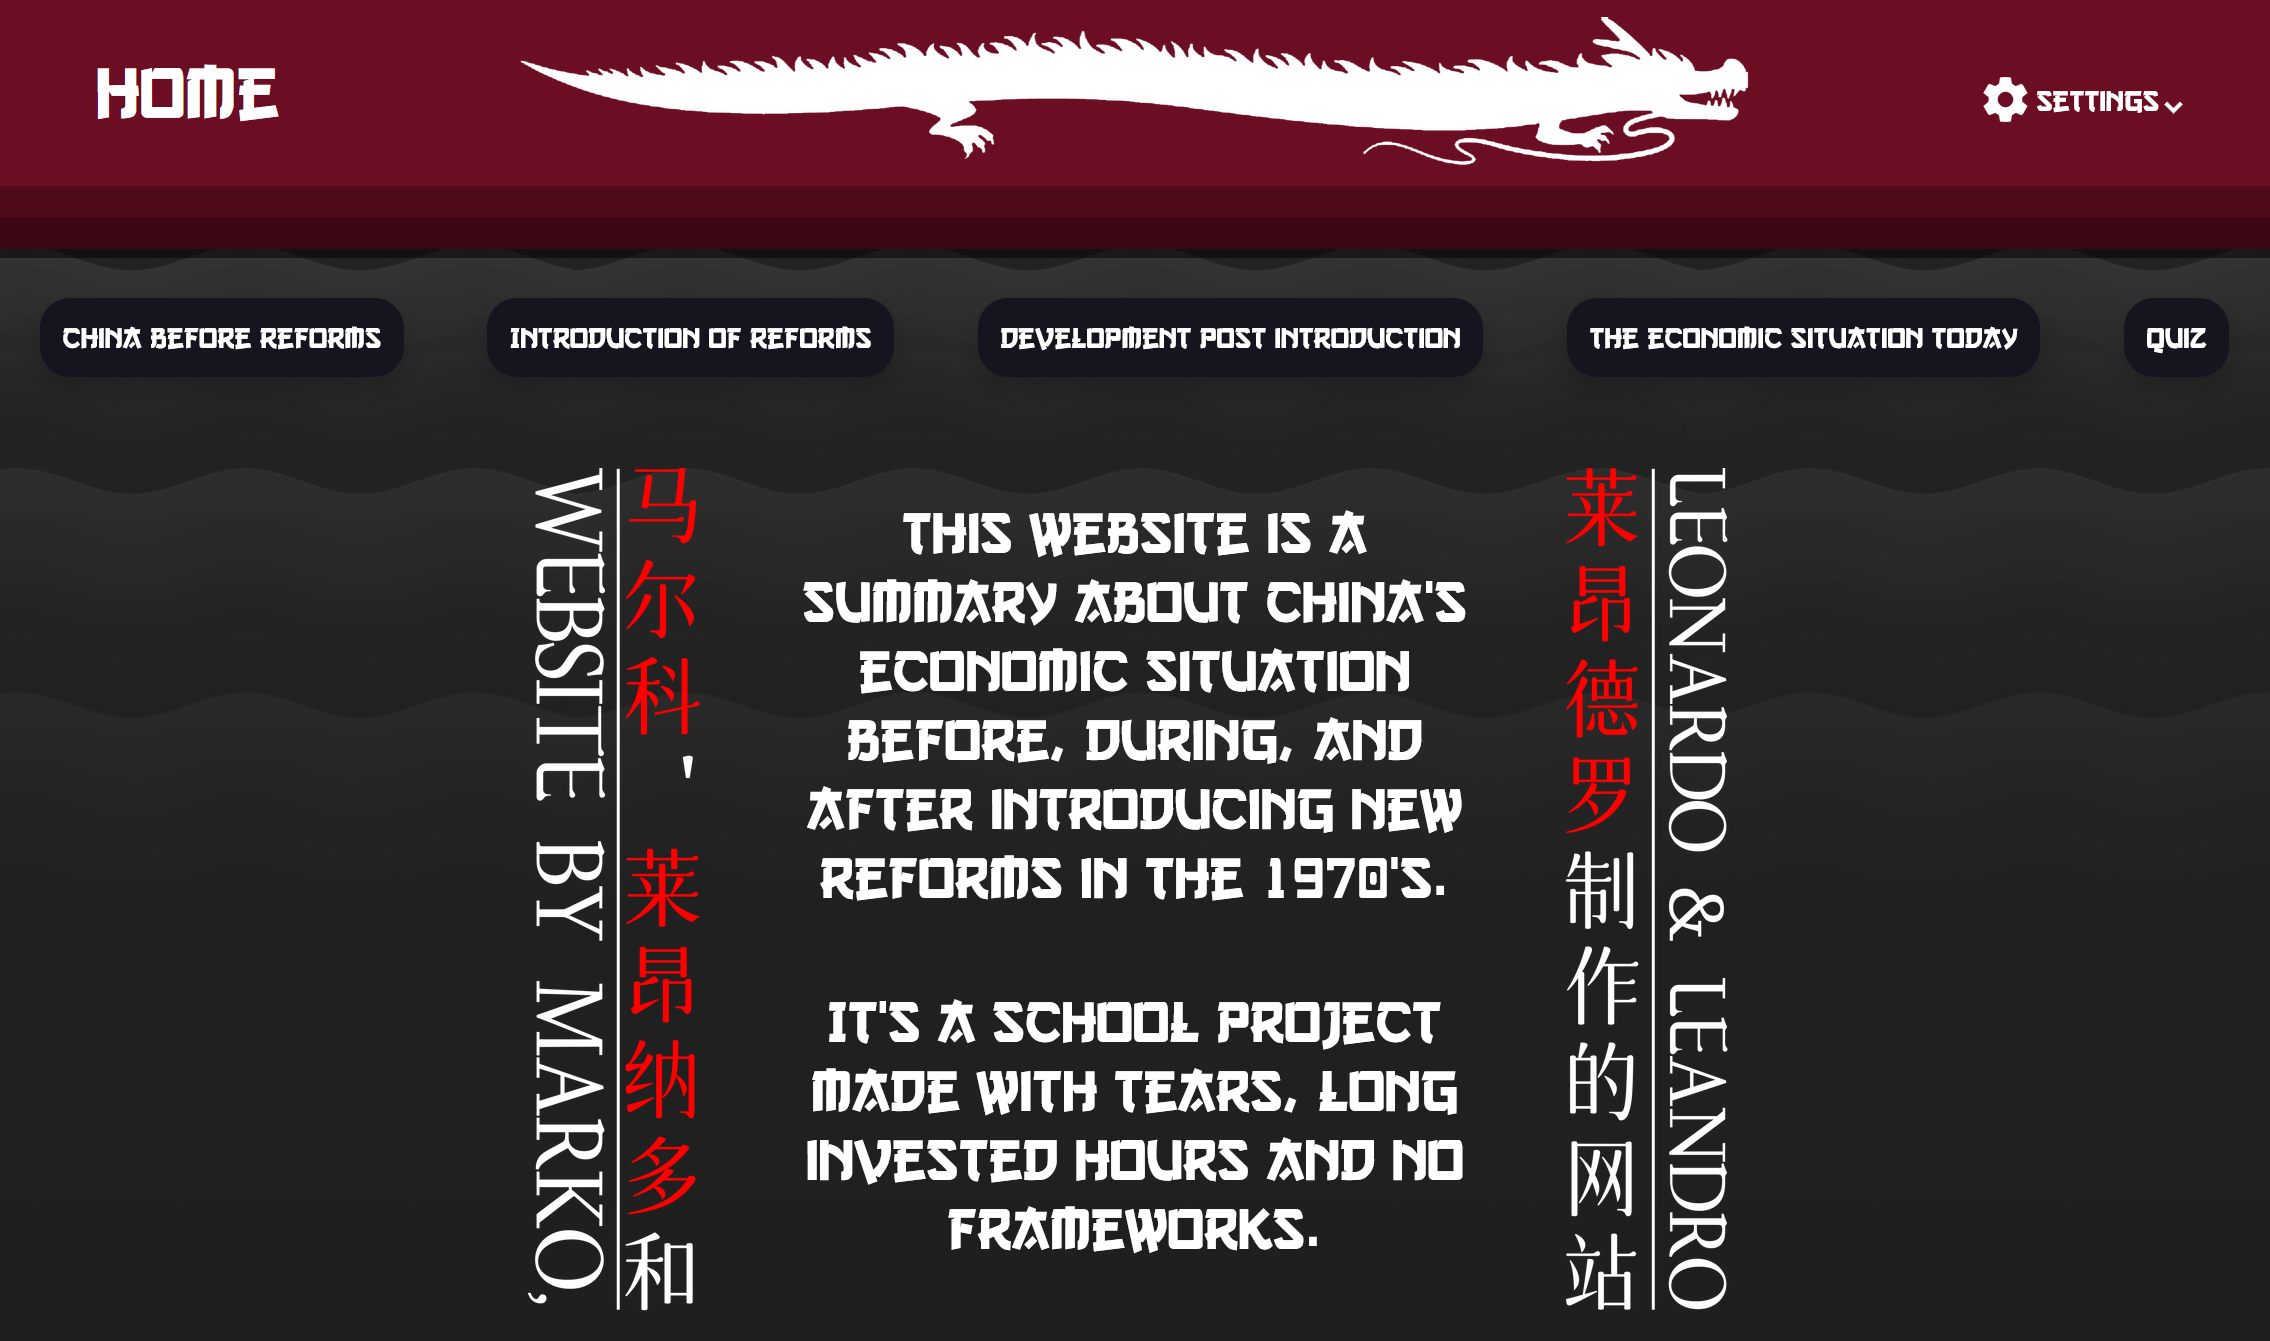 HOME
SETTINGS
CHINA BEFORE REFORMS
INTRODUCTION OF REFORMS
DEVELOPMENT POST INTRODUCTION
THE ECONOMIC SITUATION TODAY
QUIZ
WEBSITE BY MARKO,
马尔科, 莱昂纳多和
THIS WEBSITE IS A
SUMMARY ABOUT CHINA'S
ECONOMIC SITUATION
BEFORE, DURING, AND
AFTER INTRODUCING NEW
REFORMS IN THE 1970'S.
IT'S A SCHOOL PROJECT
MADE WITH TEARS, LONG
INVESTED HOURS AND NO
FRAMEWORKS.
莱昂德罗制作的网站
LEONARDO & LEANDRO